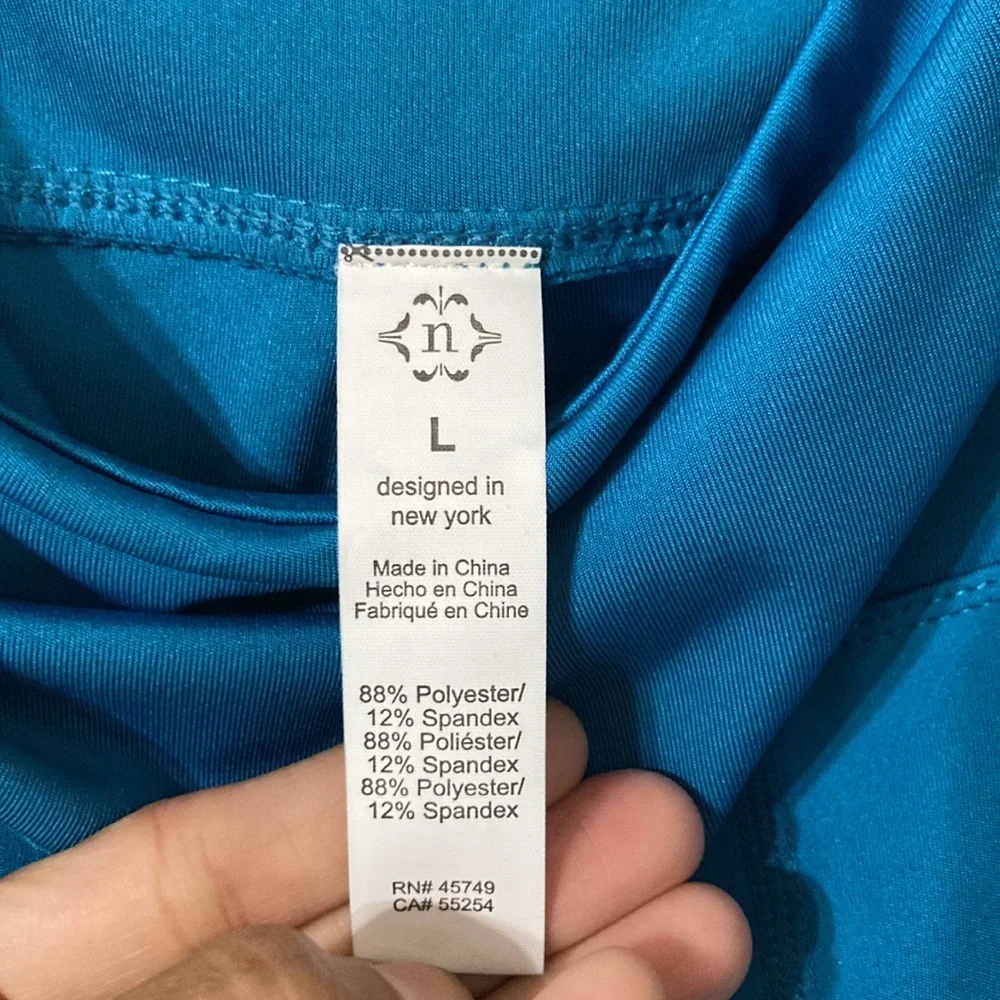 n
L
designed in
new york
Made in China
Hecho en China
Fabriqué en Chine
88% Polyester/
12% Spandex
88% Poliéster/
12% Spandex
88% Polyester/
12% Spandex
RN# 45749
CA# 55254